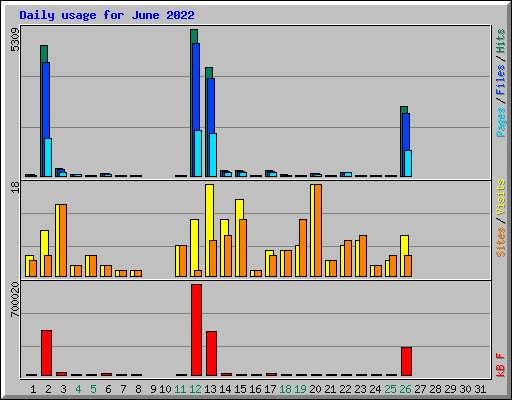 Daily usage for June 2022
5309
18
700020
Pages / Files / Hits
Sites / Visits
kB F
1 2 3 4 5 6 7 8 9 10 11 12 13 14 15 16 17 18 19 20 21 22 23 24 25 26 27 28 29 30 31